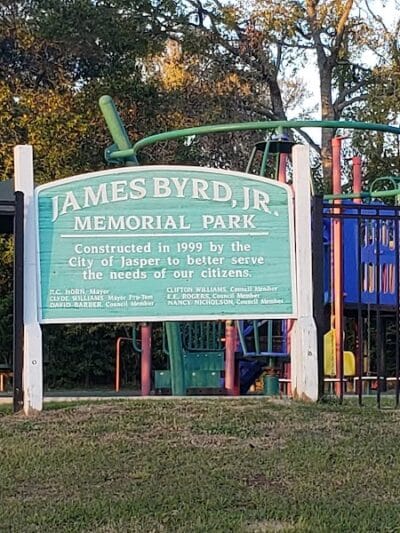 JAMES BYRD, JR.
MEMORIAL PARK
Constructed in 1999 by the
City of Jasper to better serve
the needs of our citizens.
R.C. HORN, Mayor
CLYDE WILLIAMS, Mayor Pro-Tem
DAVID BARBER, Council Member
CLIFTON WILLIAMS, Council Member
E.E. ROGERS, Council Member
NANCY NICHOLSON, Council Member